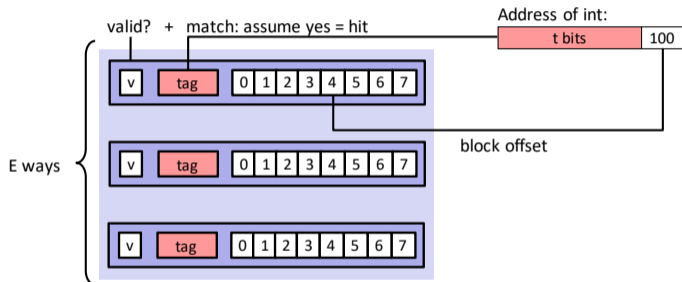 Address of int:
valid? + match: assume yes = hit
t bits 100
v tag 0 1 2 3 4 5 6 7
block offset
E ways
v tag 0 1 2 3 4 5 6 7
v tag 0 1 2 3 4 5 6 7